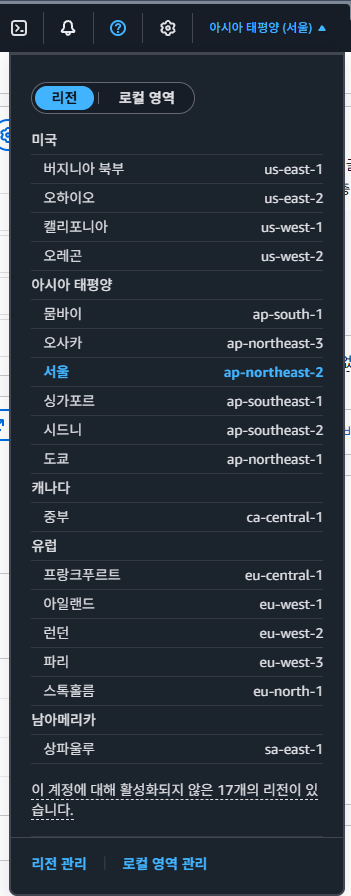 아시아 태평양 (서울) ▲
리전 로컬 영역
미국
버지니아 북부 us-east-1
오하이오 us-east-2
캘리포니아 us-west-1
오레곤 us-west-2
아시아 태평양
뭄바이 ap-south-1
오사카 ap-northeast-3
서울 ap-northeast-2
싱가포르 ap-southeast-1
시드니 ap-southeast-2
도쿄 ap-northeast-1
캐나다
중부 ca-central-1
유럽
프랑크푸르트 eu-central-1
아일랜드 eu-west-1
런던 eu-west-2
파리 eu-west-3
스톡홀름 eu-north-1
남아메리카
상파울루 sa-east-1
이 계정에 대해 활성화되지 않은 17개의 리전이 있
습니다.
리전 관리 로컬 영역 관리